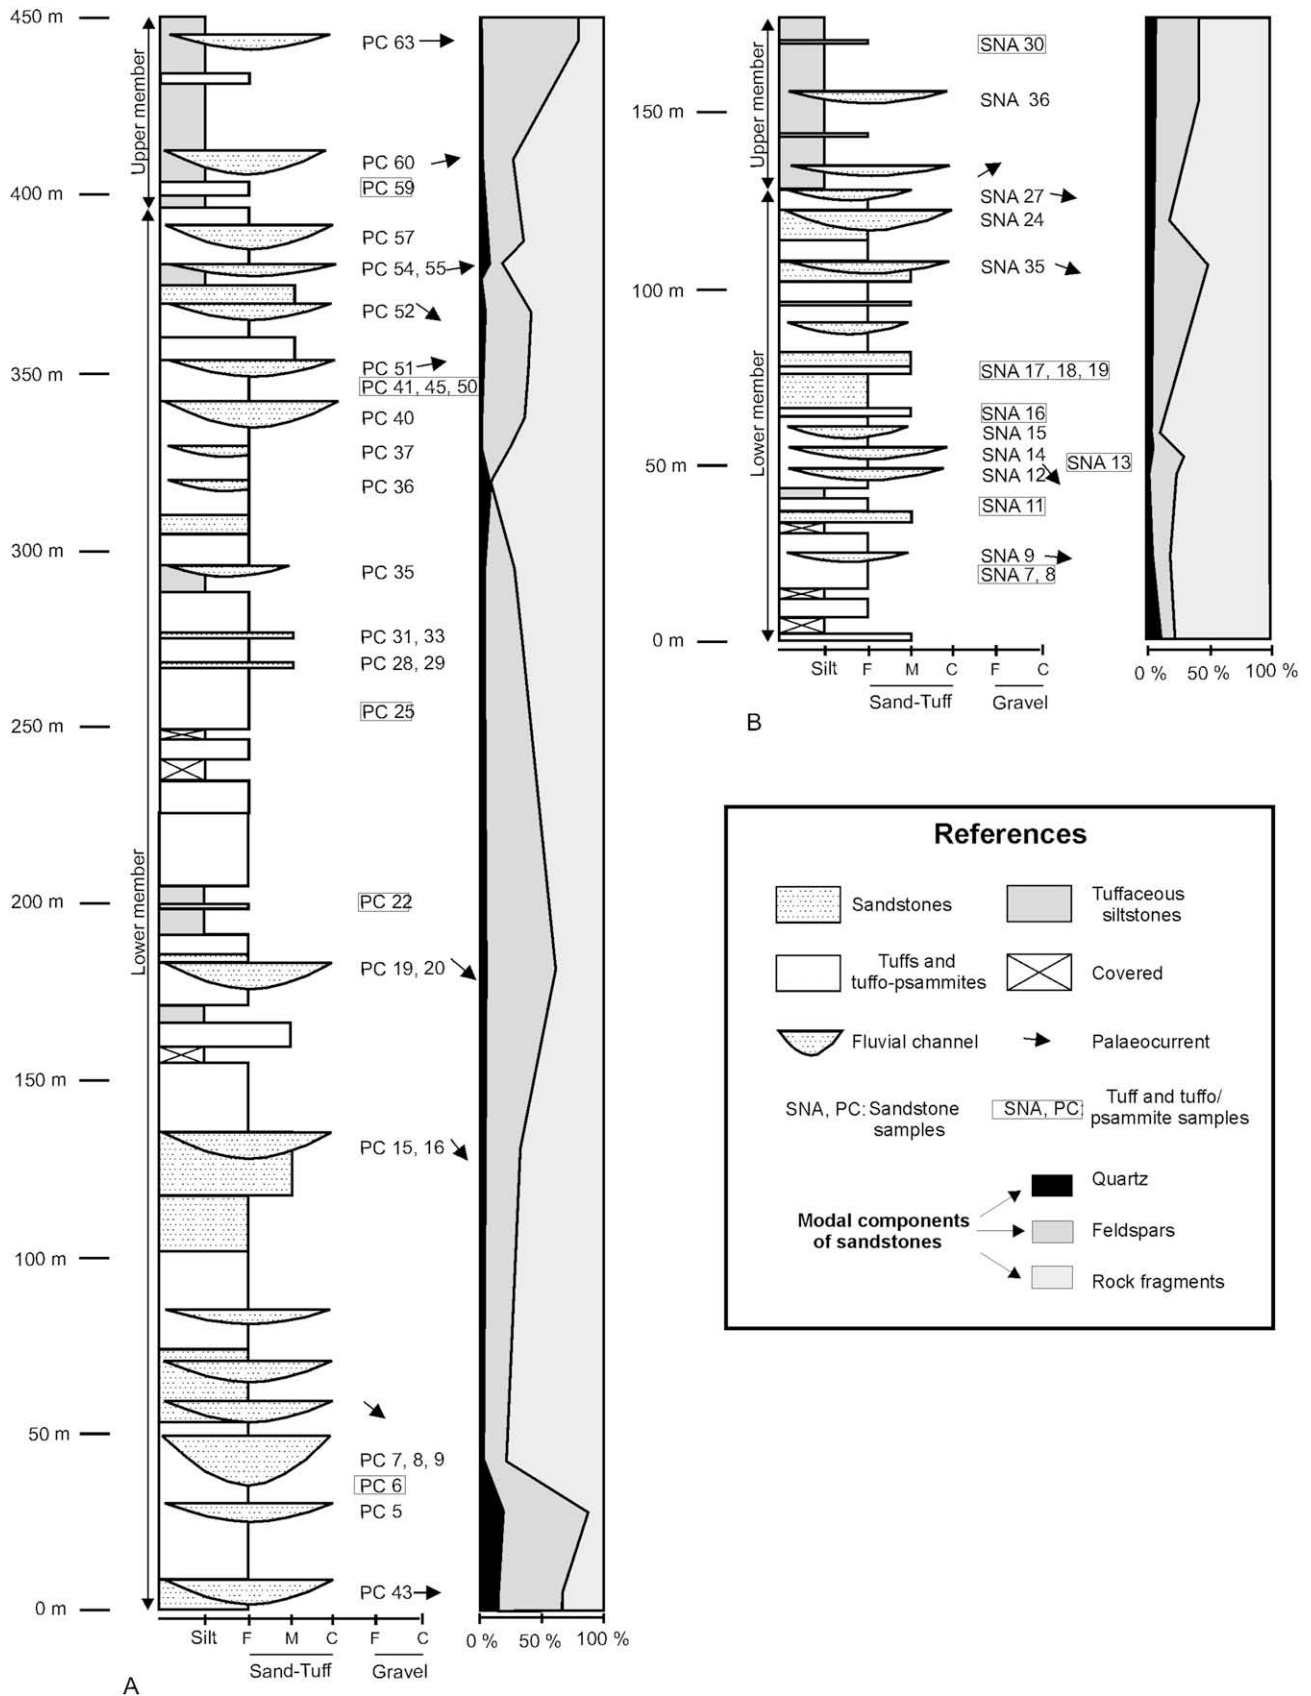 450 m
400 m
350 m
300 m
250 m
200 m
150 m
100 m
50 m
0 m
Upper member
Lower member
PC 63
PC 60
PC 59
PC 57
PC 54, 55
PC 52
PC 51
PC 41, 45, 50
PC 40
PC 37
PC 36
PC 35
PC 31, 33
PC 28, 29
PC 25
PC 22
PC 19, 20
PC 15, 16
PC 7, 8, 9
PC 6
PC 5
PC 43
Silt F M C F C
Sand-Tuff Gravel
0 % 50 % 100 %
A
150 m
100 m
50 m
0 m
Upper member
Lower member
SNA 30
SNA 36
SNA 27
SNA 24
SNA 35
SNA 17, 18, 19
SNA 16
SNA 15
SNA 14
SNA 13
SNA 12
SNA 11
SNA 9
SNA 7, 8
Silt F M C F C
Sand-Tuff Gravel
0 % 50 % 100 %
B
References
Sandstones
Tuffaceous
siltstones
Tuffs and
tuffo-psammites
Covered
Fluvial channel
Palaeocurrent
SNA, PC: Sandstone
samples
SNA, PC:
Tuff and tuffo/
psammite samples
Modal components
of sandstones
Quartz
Feldspars
Rock fragments